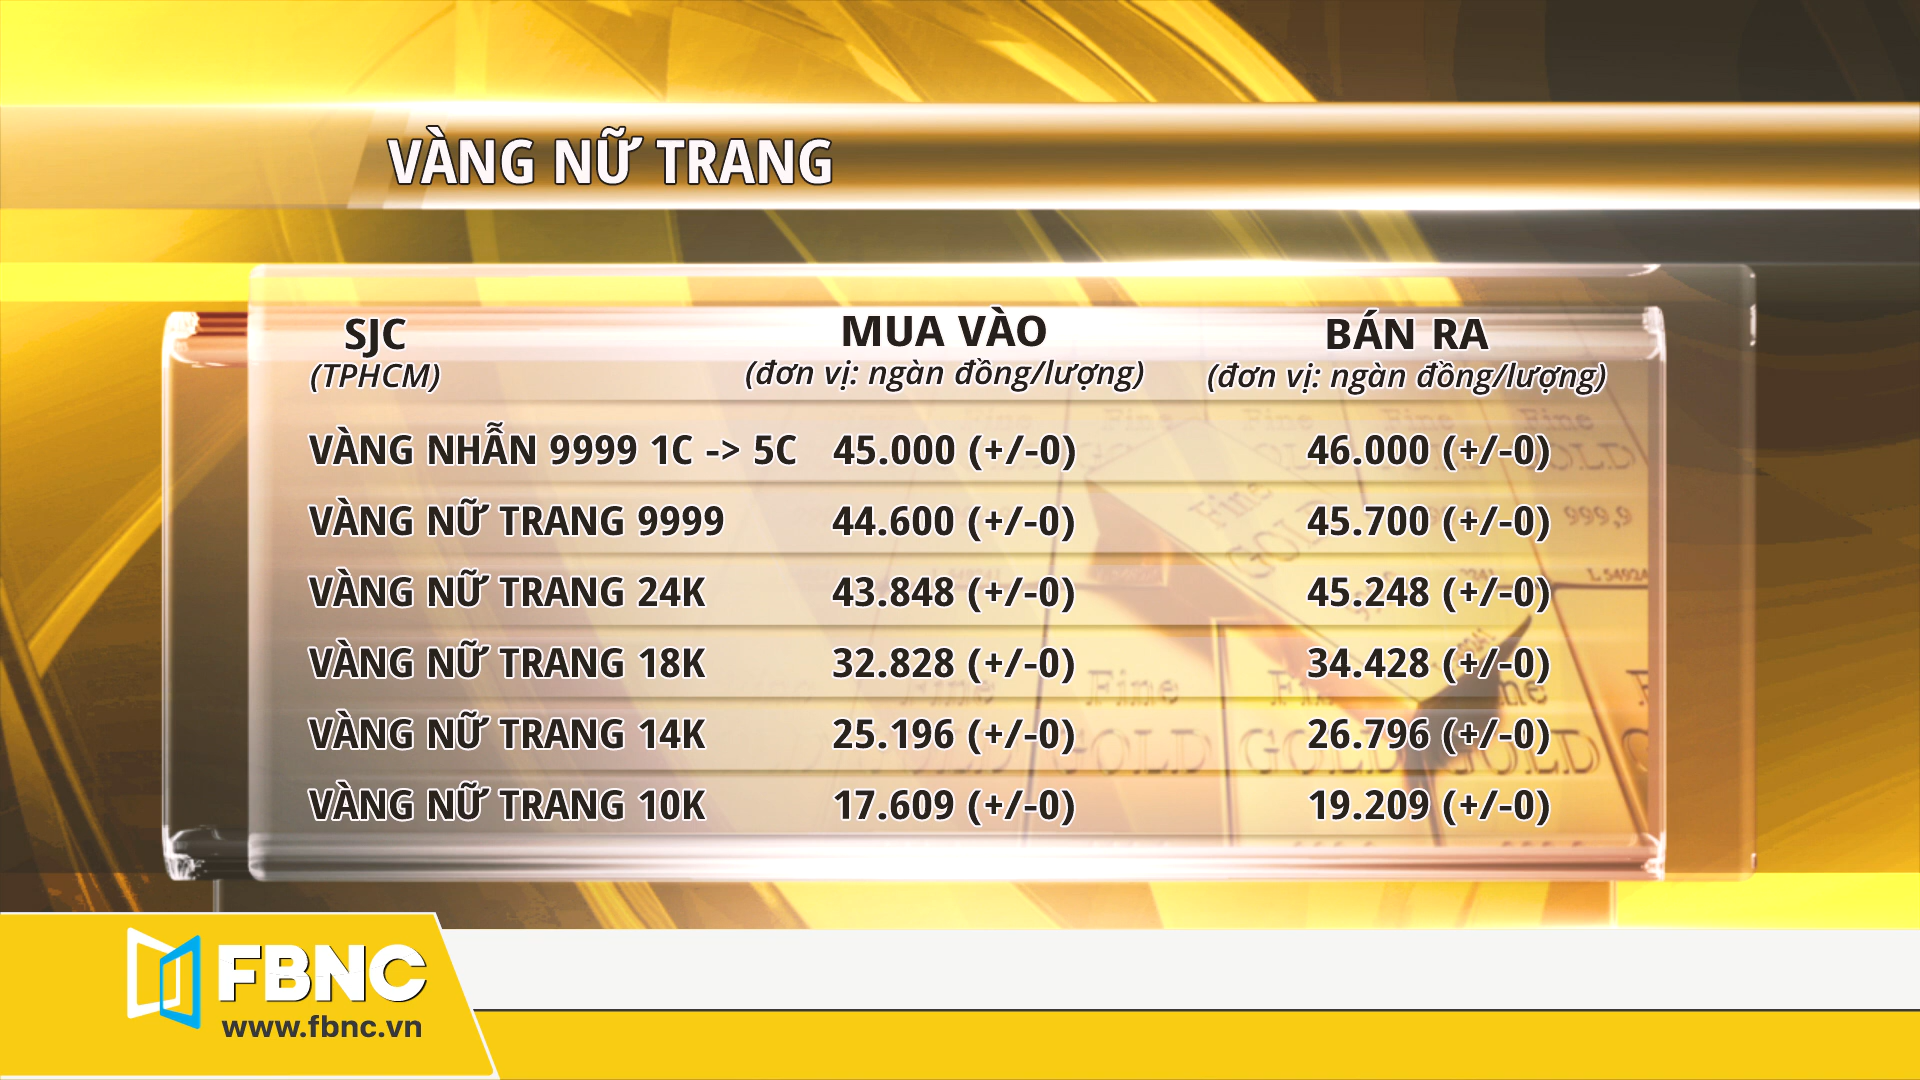 VÀNG NỮ TRANG
SJC MUA VÀO BÁN RA
(TPHCM) (đơn vị: ngàn đồng/lượng) (đơn vị: ngàn đồng/lượng)
VÀNG NHẪN 9999 1C -> 5C 45.000 (+/-0) 46.000 (+/-0)
VÀNG NỮ TRANG 9999 44.600 (+/-0) 45.700 (+/-0)
VÀNG NỮ TRANG 24K 43.848 (+/-0) 45.248 (+/-0)
VÀNG NỮ TRANG 18K 32.828 (+/-0) 34.428 (+/-0)
VÀNG NỮ TRANG 14K 25.196 (+/-0) 26.796 (+/-0)
VÀNG NỮ TRANG 10K 17.609 (+/-0) 19.209 (+/-0)
FBNC
www.fbnc.vn